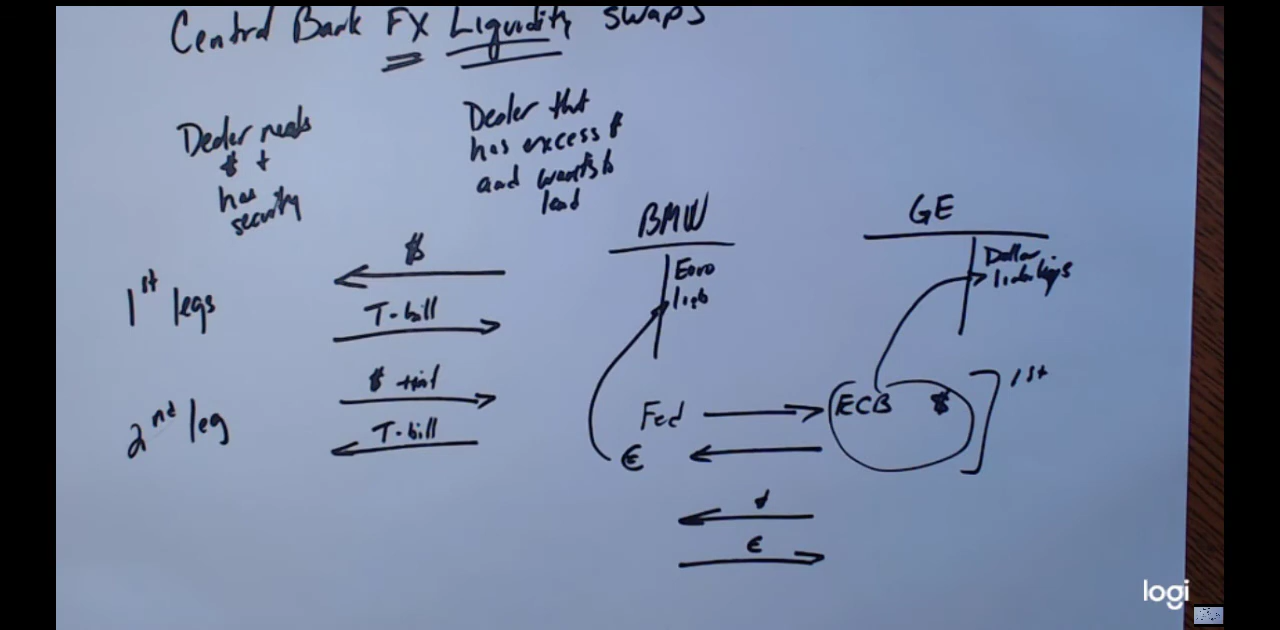 Central Bank FX Liquidity swaps
Dealer needs
$ +
has
security
Dealer that
has excess $
and wants to
lend
BMW
GE
Euro
liab
Dollar
1st legs
$
T-bill
2nd leg
$ + int
T-bill
Fed
€
ECB $
1st
$
€
logi